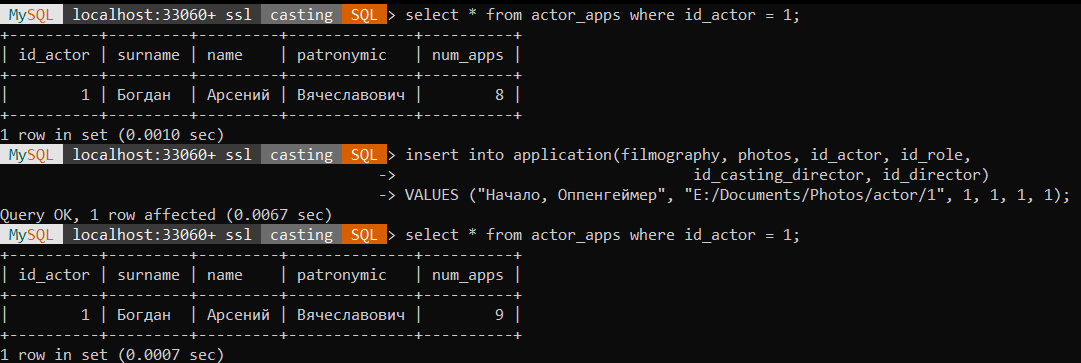 MySQL localhost:33060+ ssl casting SQL > select * from actor_apps where id_actor = 1;
+----------+---------+---------+--------------+----------+
| id_actor | surname | name    | patronymic   | num_apps |
+----------+---------+---------+--------------+----------+
|        1 | Богдан  | Арсений | Вячеславович |        8 |
+----------+---------+---------+--------------+----------+
1 row in set (0.0010 sec)
MySQL localhost:33060+ ssl casting SQL > insert into application(filmography, photos, id_actor, id_role,
-> id_casting_director, id_director)
-> VALUES ("Начало, Оппенгеймер", "E:/Documents/Photos/actor/1", 1, 1, 1, 1);
Query OK, 1 row affected (0.0067 sec)
MySQL localhost:33060+ ssl casting SQL > select * from actor_apps where id_actor = 1;
+----------+---------+---------+--------------+----------+
| id_actor | surname | name    | patronymic   | num_apps |
+----------+---------+---------+--------------+----------+
|        1 | Богдан  | Арсений | Вячеславович |        9 |
+----------+---------+---------+--------------+----------+
1 row in set (0.0007 sec)